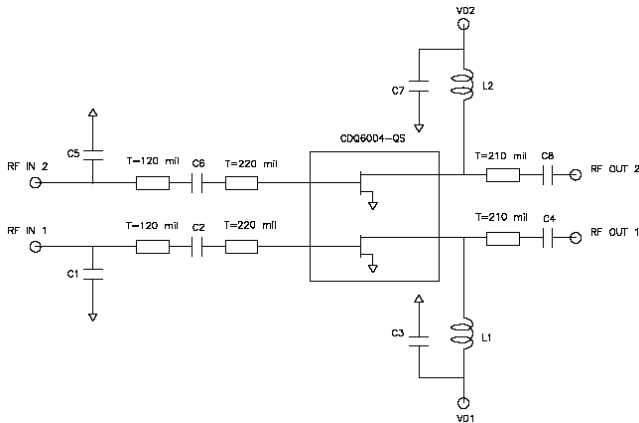 VD2
C7
L2
CDQ6004-QS
C5
T=120 mil
C6
T=220 mil
T=210 mil
C8
RF IN 2
RF OUT 2
RF IN 1
T=120 mil
C2
T=220 mil
T=210 mil
C4
RF OUT 1
C1
C3
L1
VD1